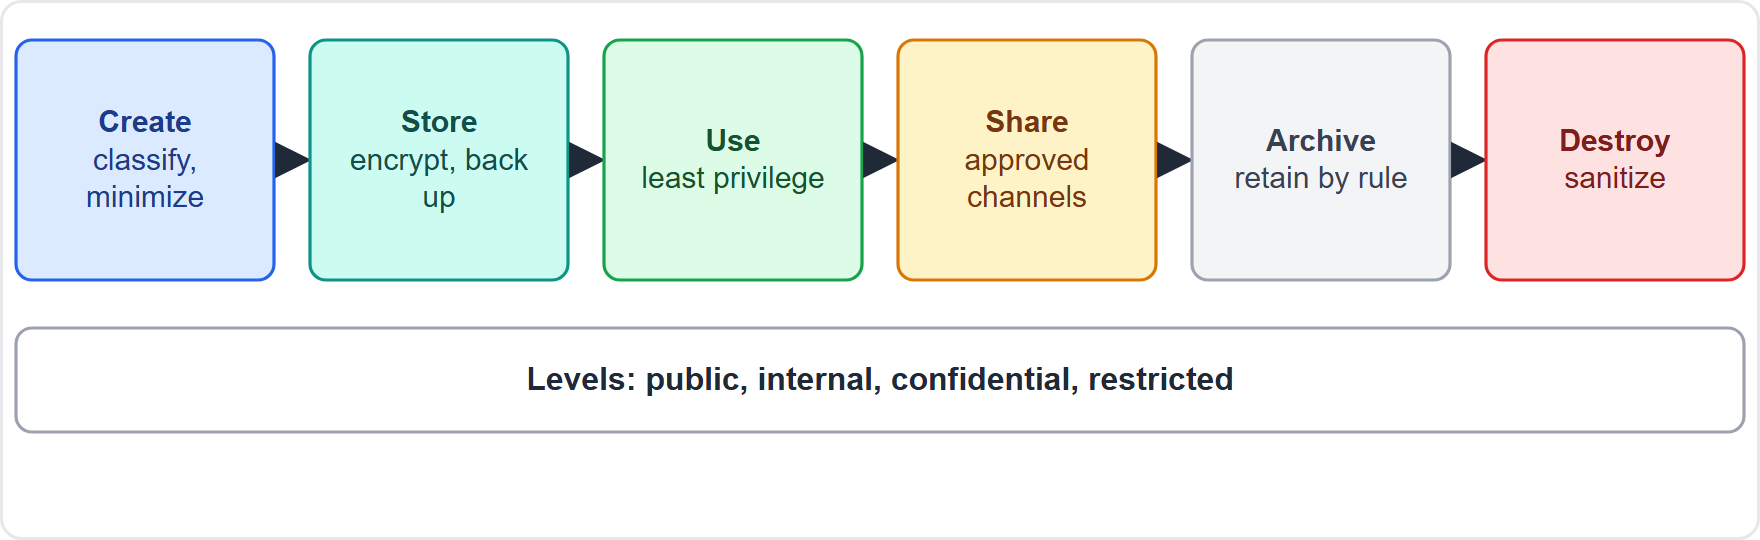 Create
classify,
minimize
Store
encrypt, back
up
Use
least privilege
Share
approved
channels
Archive
retain by rule
Destroy
sanitize
Levels: public, internal, confidential, restricted